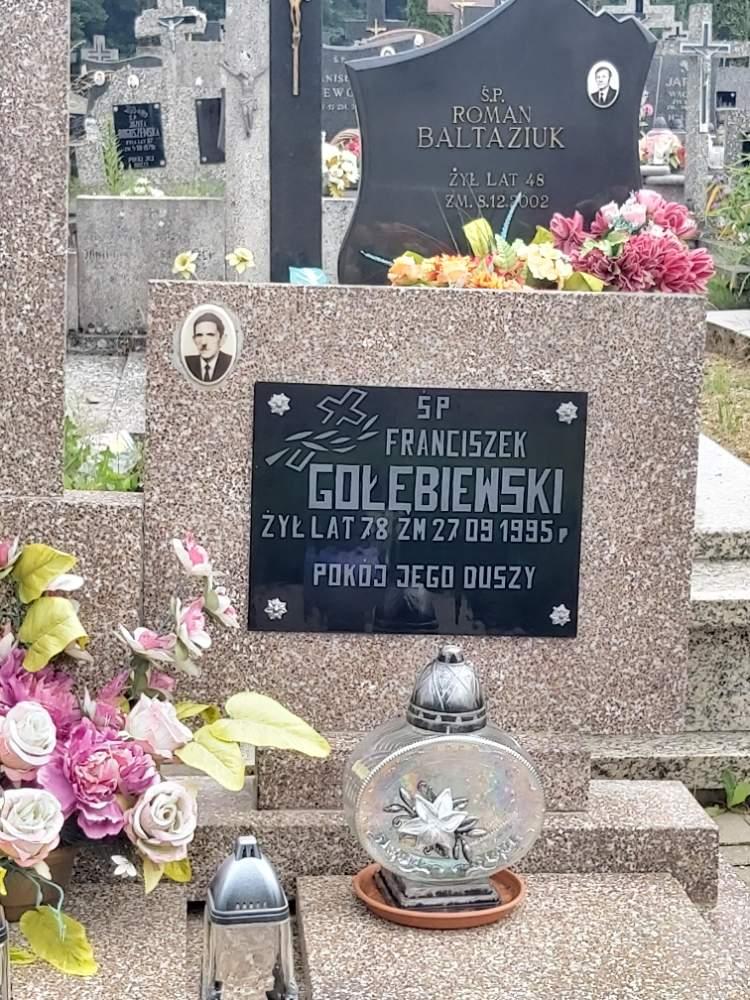 Ś.P.
ROMAN
BALTAZIUK
ŻYŁ LAT 48
ZM. 8.12.2002
ŚP
FRANCISZEK
GOŁĘBIEWSKI
ŻYŁ LAT 78 ZM 27 09 1995 r
POKÓJ JEGO DUSZY